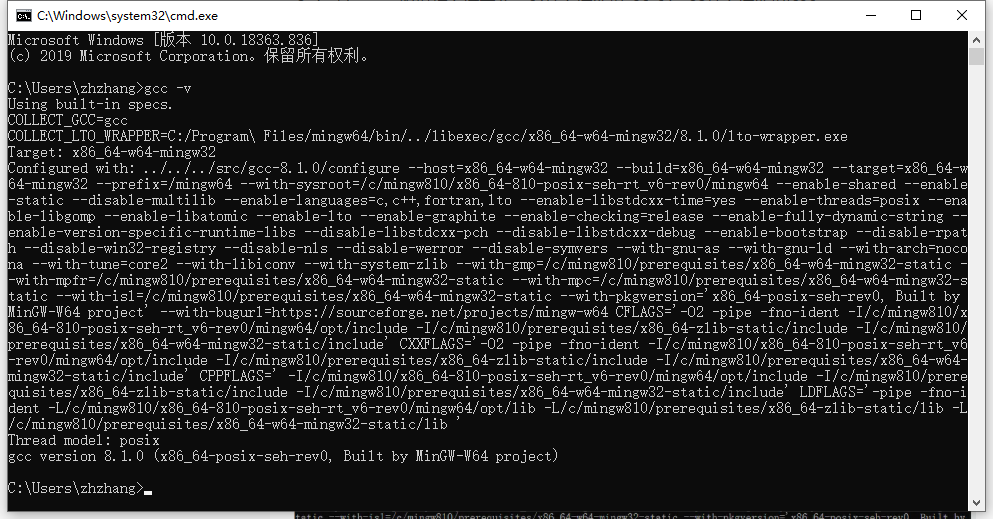 C:\Windows\system32\cmd.exe
Microsoft Windows [版本 10.0.18363.836]
(c) 2019 Microsoft Corporation。保留所有权利。
C:\Users\zhzhang>gcc -v
Using built-in specs.
COLLECT_GCC=gcc
COLLECT_LTO_WRAPPER=C:/Program\ Files/mingw64/bin/../libexec/gcc/x86_64-w64-mingw32/8.1.0/lto-wrapper.exe
Target: x86_64-w64-mingw32
Configured with: ../../../src/gcc-8.1.0/configure --host=x86_64-w64-mingw32 --build=x86_64-w64-mingw32 --target=x86_64-w
64-mingw32 --prefix=/mingw64 --with-sysroot=/c/mingw810/x86_64-810-posix-seh-rt_v6-rev0/mingw64 --enable-shared --enable
-static --disable-multilib --enable-languages=c,c++,fortran,lto --enable-libstdcxx-time=yes --enable-threads=posix --ena
ble-libgomp --enable-libatomic --enable-lto --enable-graphite --enable-checking=release --enable-fully-dynamic-string --
enable-version-specific-runtime-libs --disable-libstdcxx-pch --disable-libstdcxx-debug --enable-bootstrap --disable-rpat
h --disable-win32-registry --disable-nls --disable-werror --disable-symvers --with-gnu-as --with-gnu-ld --with-arch=noco
na --with-tune=core2 --with-libiconv --with-system-zlib --with-gmp=/c/mingw810/prerequisites/x86_64-w64-mingw32-static -
-with-mpfr=/c/mingw810/prerequisites/x86_64-w64-mingw32-static --with-mpc=/c/mingw810/prerequisites/x86_64-w64-mingw32-s
tatic --with-isl=/c/mingw810/prerequisites/x86_64-w64-mingw32-static --with-pkgversion='x86_64-posix-seh-rev0, Built by
MinGW-W64 project' --with-bugurl=https://sourceforge.net/projects/mingw-w64 CFLAGS='-O2 -pipe -fno-ident -I/c/mingw810/x
86_64-810-posix-seh-rt_v6-rev0/mingw64/opt/include -I/c/mingw810/prerequisites/x86_64-zlib-static/include -I/c/mingw810/
prerequisites/x86_64-w64-mingw32-static/include' CXXFLAGS='-O2 -pipe -fno-ident -I/c/mingw810/x86_64-810-posix-seh-rt_v6
-rev0/mingw64/opt/include -I/c/mingw810/prerequisites/x86_64-zlib-static/include -I/c/mingw810/prerequisites/x86_64-w64-
mingw32-static/include' CPPFLAGS=' -I/c/mingw810/x86_64-810-posix-seh-rt_v6-rev0/mingw64/opt/include -I/c/mingw810/prere
quisites/x86_64-zlib-static/include -I/c/mingw810/prerequisites/x86_64-w64-mingw32-static/include' LDFLAGS='-pipe -fno-i
dent -L/c/mingw810/x86_64-810-posix-seh-rt_v6-rev0/mingw64/opt/lib -L/c/mingw810/prerequisites/x86_64-zlib-static/lib -L
/c/mingw810/prerequisites/x86_64-w64-mingw32-static/lib '
Thread model: posix
gcc version 8.1.0 (x86_64-posix-seh-rev0, Built by MinGW-W64 project)
C:\Users\zhzhang>
tatic --with-isl=/c/mingw810/prerequisites/x86_64-w64-mingw32-static --with-pkgversion='x86_64-posix-seh-rev0, Built by